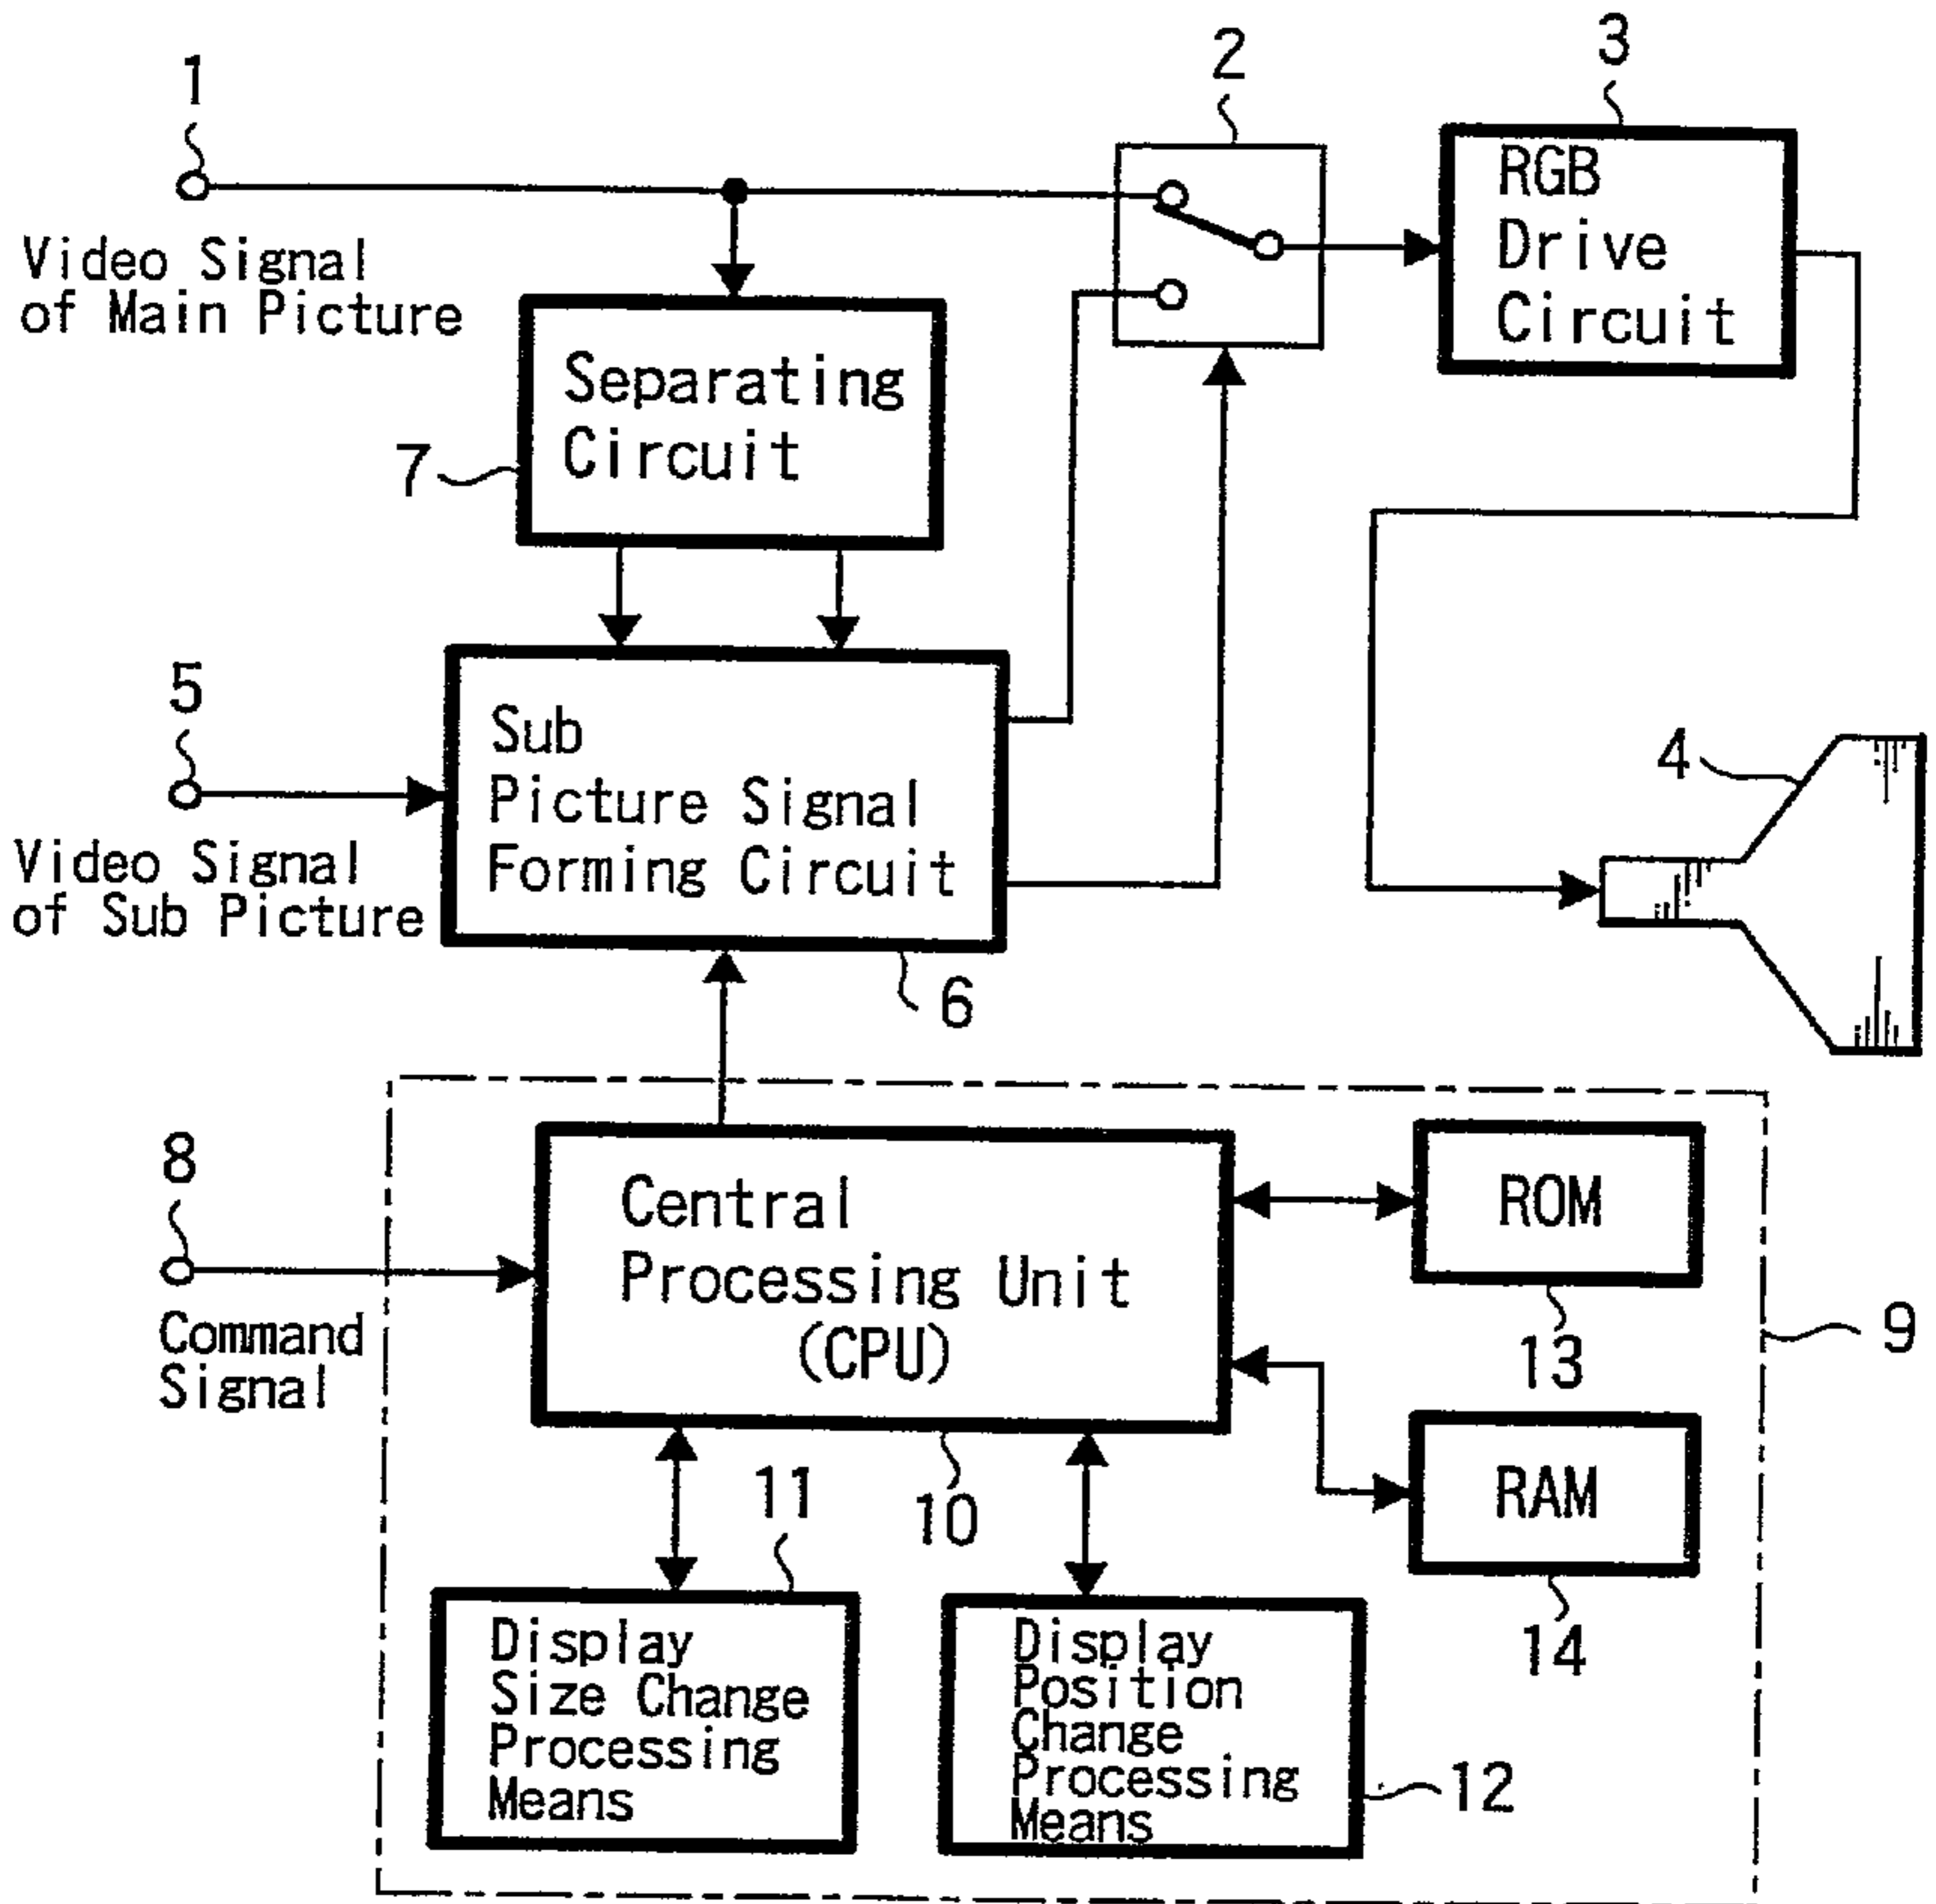 1
2
3
Video Signal
of Main Picture
RGB
Drive
Circuit
Separating
Circuit
7
5
Video Signal
of Sub Picture
Sub
Picture Signal
Forming Circuit
6
4
8
Command
Signal
Central
Processing Unit
(CPU)
10
ROM
13
9
RAM
14
11
Display
Size Change
Processing
Means
Display
Position
Change
Processing
Means
12